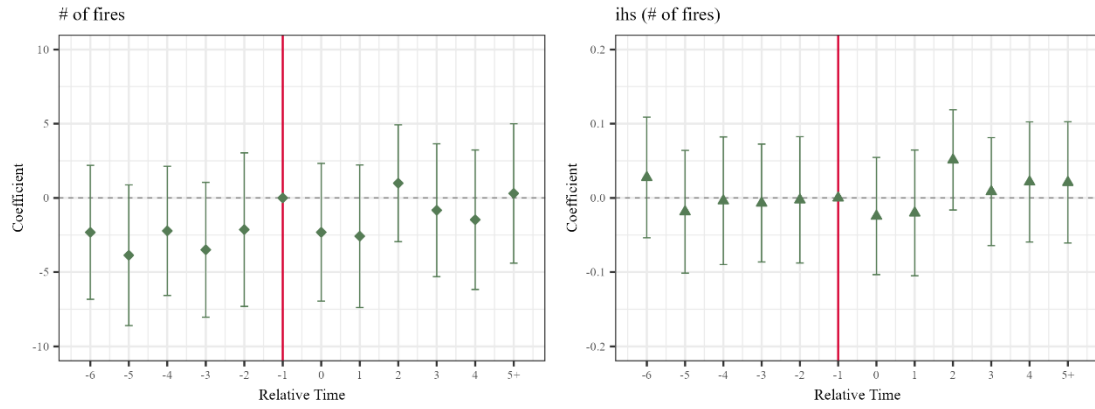 # of fires
10
5
0
-5
-10
Coefficient
-6 -5 -4 -3 -2 -1 0 1 2 3 4 5+
Relative Time
ihs (# of fires)
0.2
0.1
0.0
-0.1
-0.2
Coefficient
-6 -5 -4 -3 -2 -1 0 1 2 3 4 5+
Relative Time